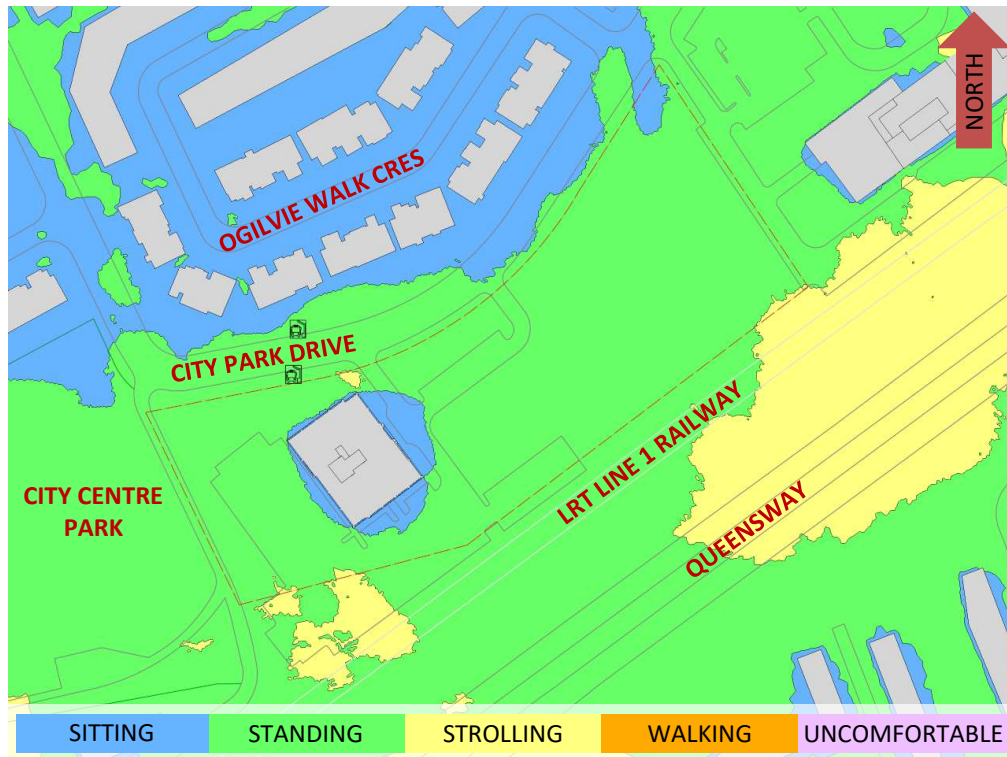 NORTH
OGILVIE WALK CRES
CITY PARK DRIVE
LRT LINE 1 RAILWAY
CITY CENTRE
PARK
QUEENSWAY
SITTING
STANDING
STROLLING
WALKING
UNCOMFORTABLE